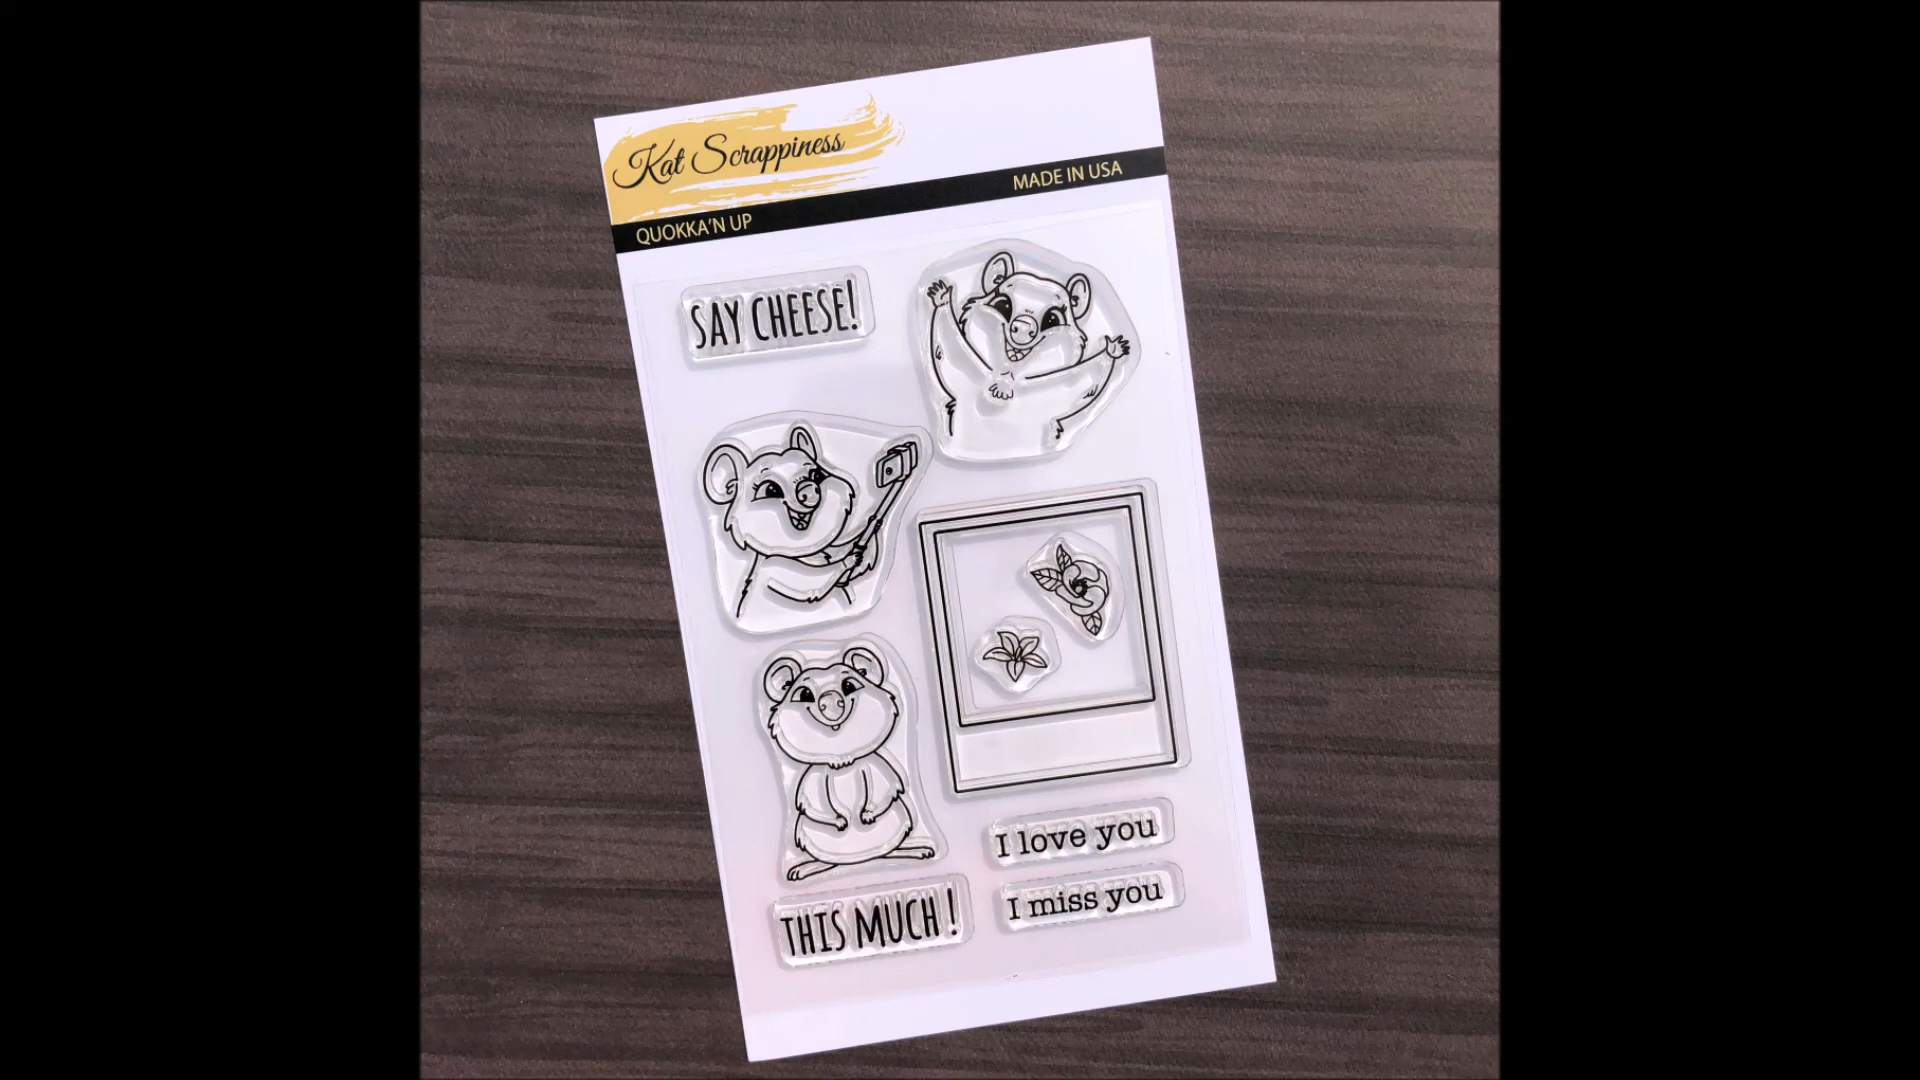 Kat Scrappiness
MADE IN USA
QUOKKA'N UP
SAY CHEESE!
I love you
I miss you
THIS MUCH!